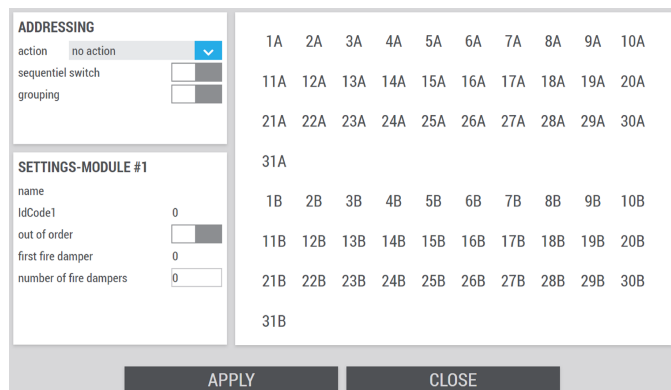 ADDRESSING
action no action
sequentiel switch
grouping
SETTINGS-MODULE #1
name
IdCode1 0
out of order
first fire damper 0
number of fire dampers 0
1A 2A 3A 4A 5A 6A 7A 8A 9A 10A
11A 12A 13A 14A 15A 16A 17A 18A 19A 20A
21A 22A 23A 24A 25A 26A 27A 28A 29A 30A
31A
1B 2B 3B 4B 5B 6B 7B 8B 9B 10B
11B 12B 13B 14B 15B 16B 17B 18B 19B 20B
21B 22B 23B 24B 25B 26B 27B 28B 29B 30B
31B
APPLY CLOSE